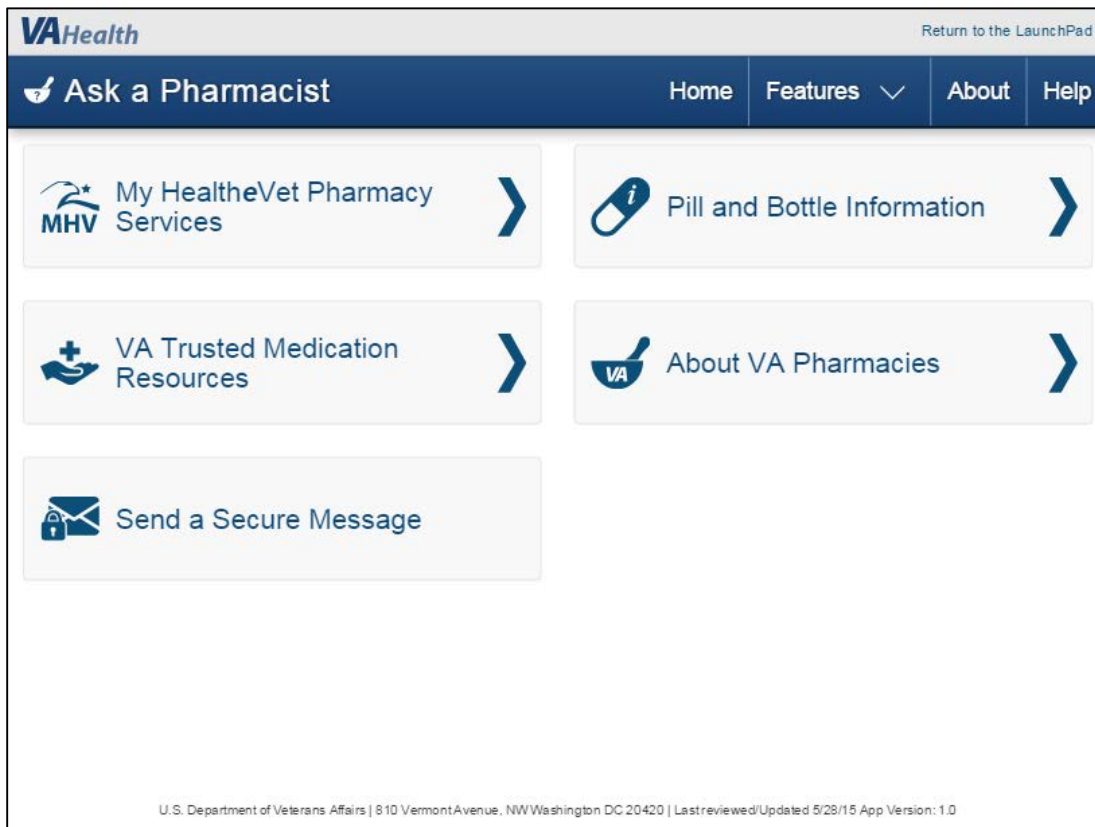 VA Health
Return to the LaunchPad
Ask a Pharmacist
Home
Features
About
Help
MHV
My HealtheVet Pharmacy
Services
i
Pill and Bottle Information
VA Trusted Medication
Resources
VA
About VA Pharmacies
Send a Secure Message
U.S. Department of Veterans Affairs | 810 Vermont Avenue, NW Washington DC 20420 | Last reviewed/Updated 5/28/15 App Version: 1.0